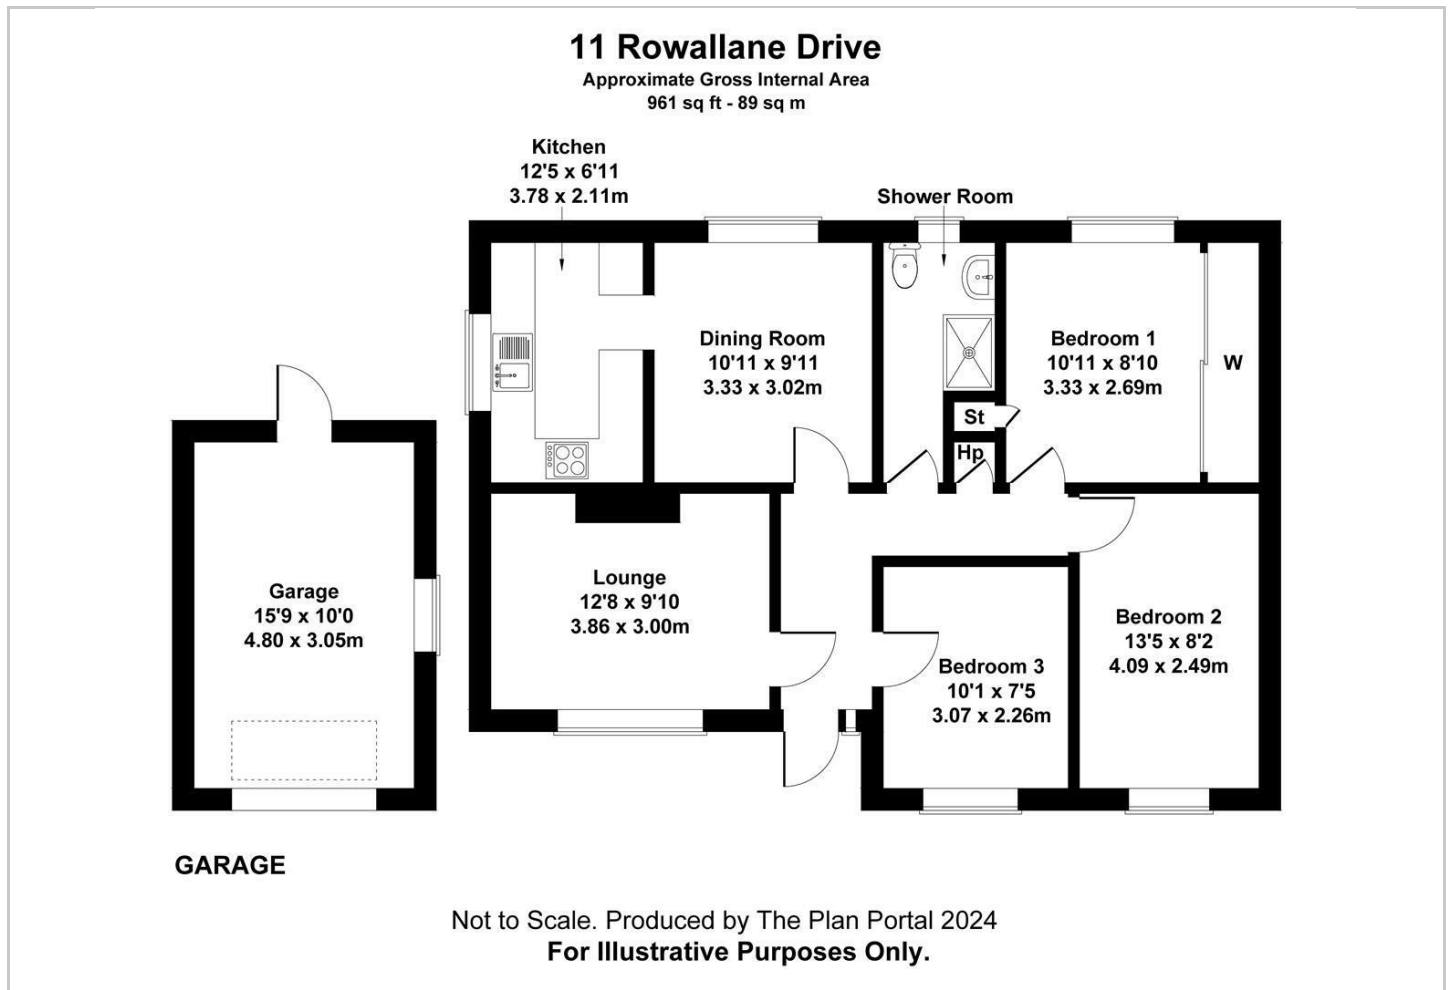 11 Rowallane Drive
Approximate Gross Internal Area
961 sq ft - 89 sq m
Kitchen
12'5 x 6'11
3.78 x 2.11m
Shower Room
Dining Room
10'11 x 9'11
3.33 x 3.02m
Bedroom 1
10'11 x 8'10
3.33 x 2.69m
W
St
Hp
Garage
15'9 x 10'0
4.80 x 3.05m
Lounge
12'8 x 9'10
3.86 x 3.00m
Bedroom 2
13'5 x 8'2
4.09 x 2.49m
Bedroom 3
10'1 x 7'5
3.07 x 2.26m
GARAGE
Not to Scale. Produced by The Plan Portal 2024
For Illustrative Purposes Only.